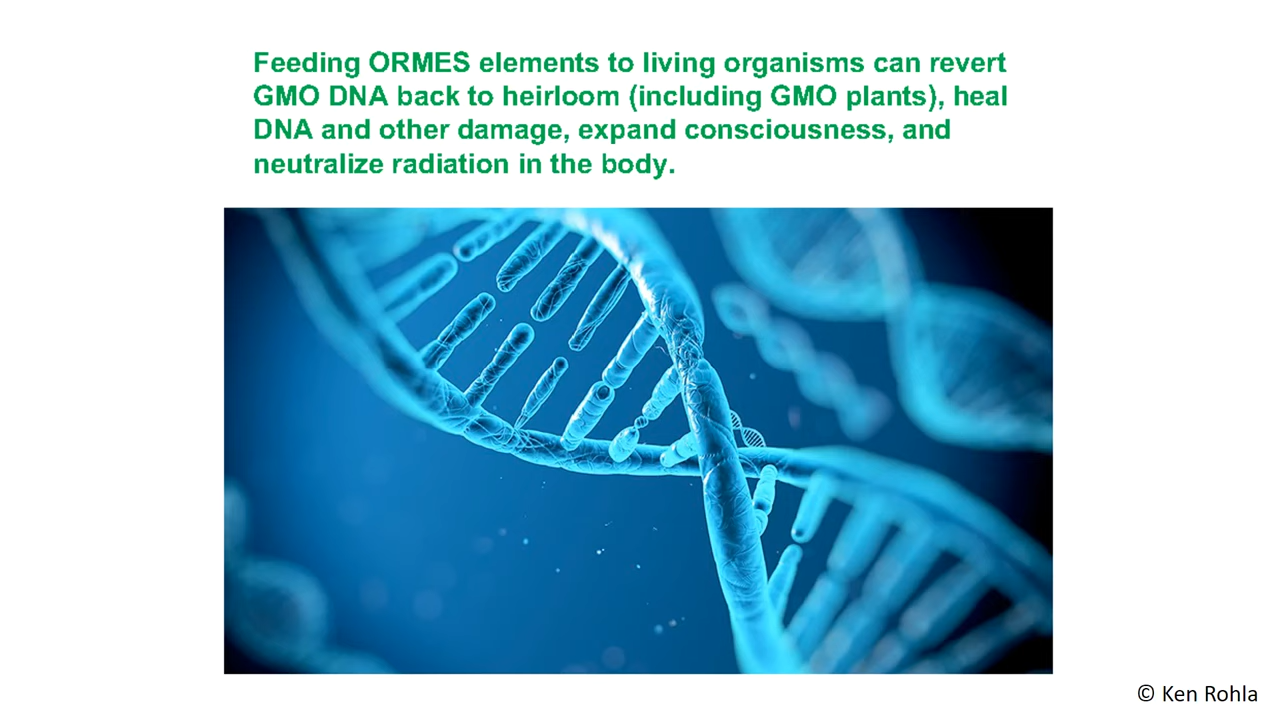 Feeding ORMES elements to living organisms can revert
GMO DNA back to heirloom (including GMO plants), heal
DNA and other damage, expand consciousness, and
neutralize radiation in the body.
© Ken Rohla